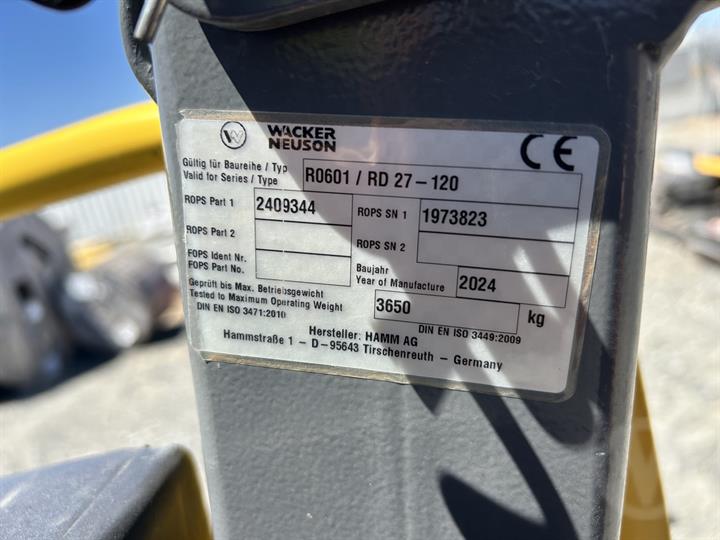 WACKER
NEUSON
CE
Gültig für Baureihe / Typ
Valid for Series / Type
R0601 / RD 27-120
ROPS Part 1 2409344 ROPS SN 1 1973823
ROPS Part 2 ROPS SN 2
FOPS Ident Nr.
FOPS Part No.
Baujahr
Year of Manufacture 2024
Geprüft bis Max. Betriebsgewicht
Tested to Maximum Operating Weight 3650 kg
DIN EN ISO 3471:2010 DIN EN ISO 3449:2009
Hersteller: HAMM AG
Hammstraße 1 - D-95643 Tirschenreuth - Germany